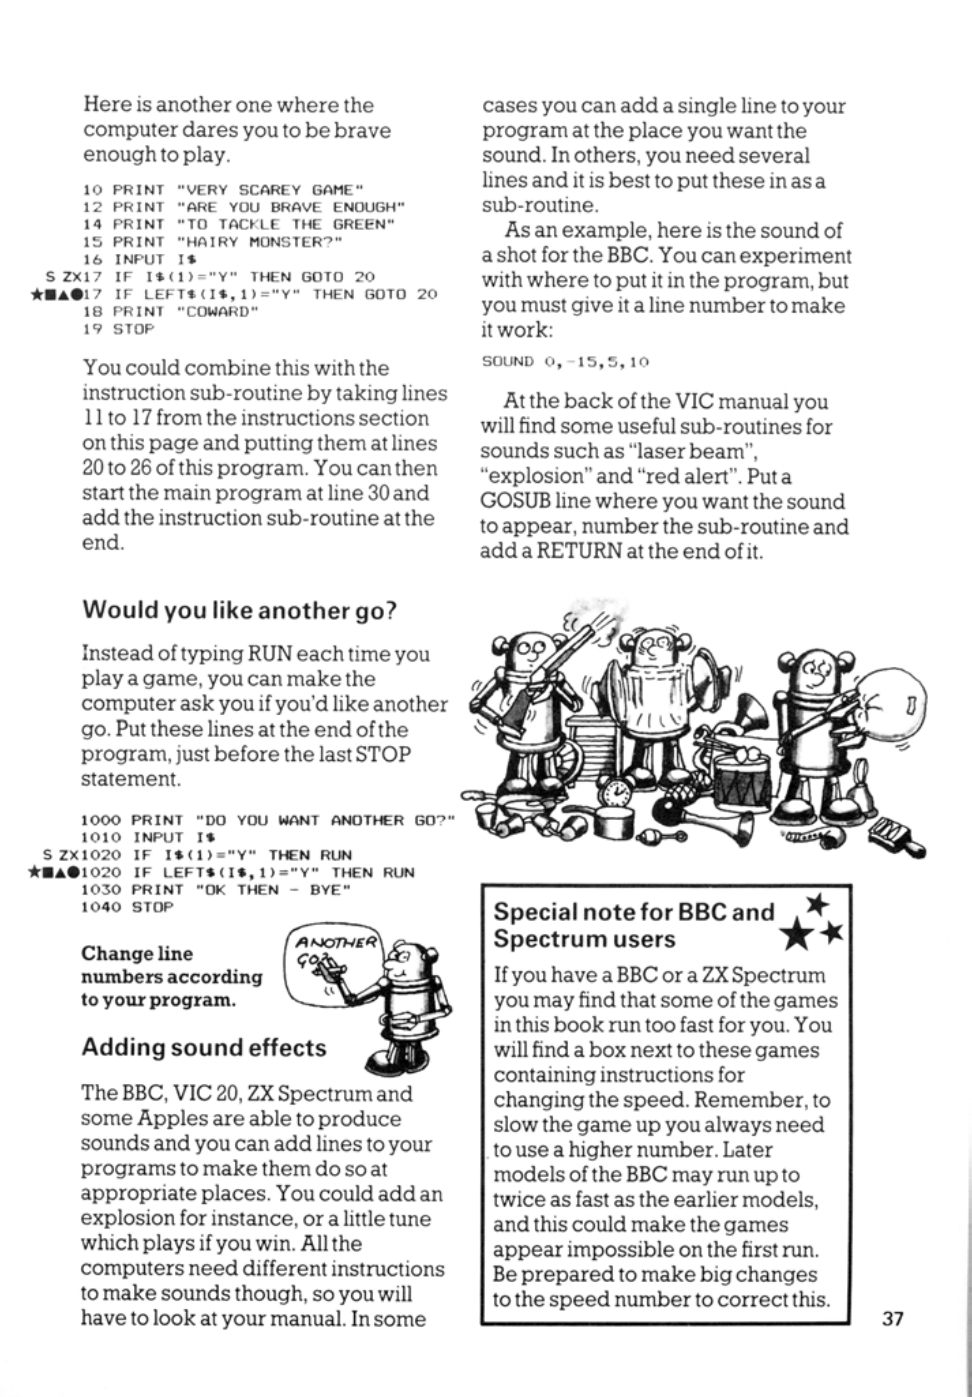 Here is another one where the
computer dares you to be brave
enough to play.
10 PRINT "VERY SCAREY GAME"
12 PRINT "ARE YOU BRAVE ENOUGH"
14 PRINT "TO TACKLE THE GREEN"
15 PRINT "HAIRY MONSTER?"
16 INPUT I$
S ZX17 IF I$(1)="Y" THEN GOTO 20
★■▲●17 IF LEFT$(I$,1)="Y" THEN GOTO 20
18 PRINT "COWARD"
19 STOP
You could combine this with the
instruction sub-routine by taking lines
11 to 17 from the instructions section
on this page and putting them at lines
20 to 26 of this program. You can then
start the main program at line 30 and
add the instruction sub-routine at the
end.
Would you like another go?
Instead of typing RUN each time you
play a game, you can make the
computer ask you if you'd like another
go. Put these lines at the end of the
program, just before the last STOP
statement.
1000 PRINT "DO YOU WANT ANOTHER GO?"
1010 INPUT I$
S ZX1020 IF I$(1)="Y" THEN RUN
★■▲●1020 IF LEFT$(I$,1)="Y" THEN RUN
1030 PRINT "OK THEN - BYE"
1040 STOP
Change line
numbers according
to your program.
ANOTHER
GO?
Adding sound effects
The BBC, VIC 20, ZX Spectrum and
some Apples are able to produce
sounds and you can add lines to your
programs to make them do so at
appropriate places. You could add an
explosion for instance, or a little tune
which plays if you win. All the
computers need different instructions
to make sounds though, so you will
have to look at your manual. In some
cases you can add a single line to your
program at the place you want the
sound. In others, you need several
lines and it is best to put these in as a
sub-routine.
As an example, here is the sound of
a shot for the BBC. You can experiment
with where to put it in the program, but
you must give it a line number to make
it work:
SOUND 0,-15,5,10
At the back of the VIC manual you
will find some useful sub-routines for
sounds such as "laser beam",
"explosion" and "red alert". Put a
GOSUB line where you want the sound
to appear, number the sub-routine and
add a RETURN at the end of it.
Special note for BBC and
Spectrum users
If you have a BBC or a ZX Spectrum
you may find that some of the games
in this book run too fast for you. You
will find a box next to these games
containing instructions for
changing the speed. Remember, to
slow the game up you always need
to use a higher number. Later
models of the BBC may run up to
twice as fast as the earlier models,
and this could make the games
appear impossible on the first run.
Be prepared to make big changes
to the speed number to correct this.
37